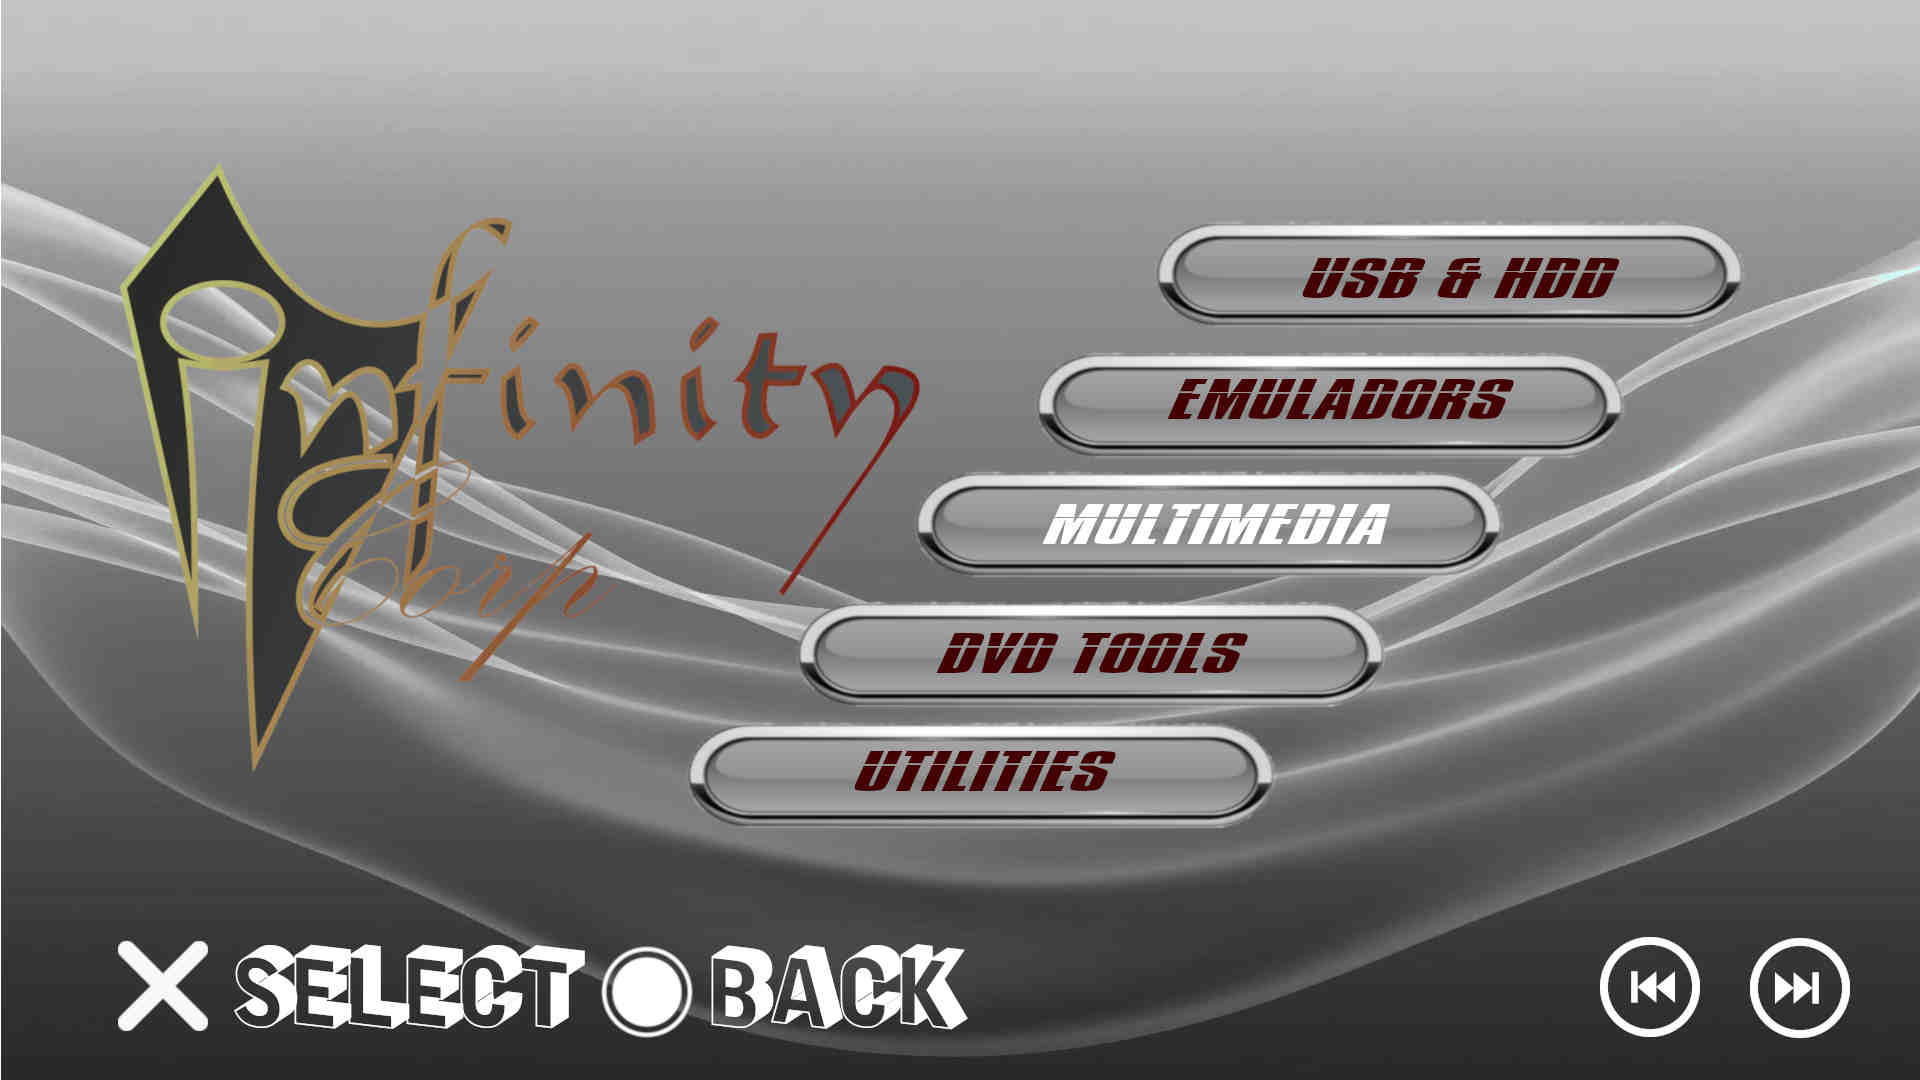 infinity
Corp
USB & HDD
EMULADORS
MULTIMEDIA
DVD TOOLS
UTILITIES
SELECT BACK